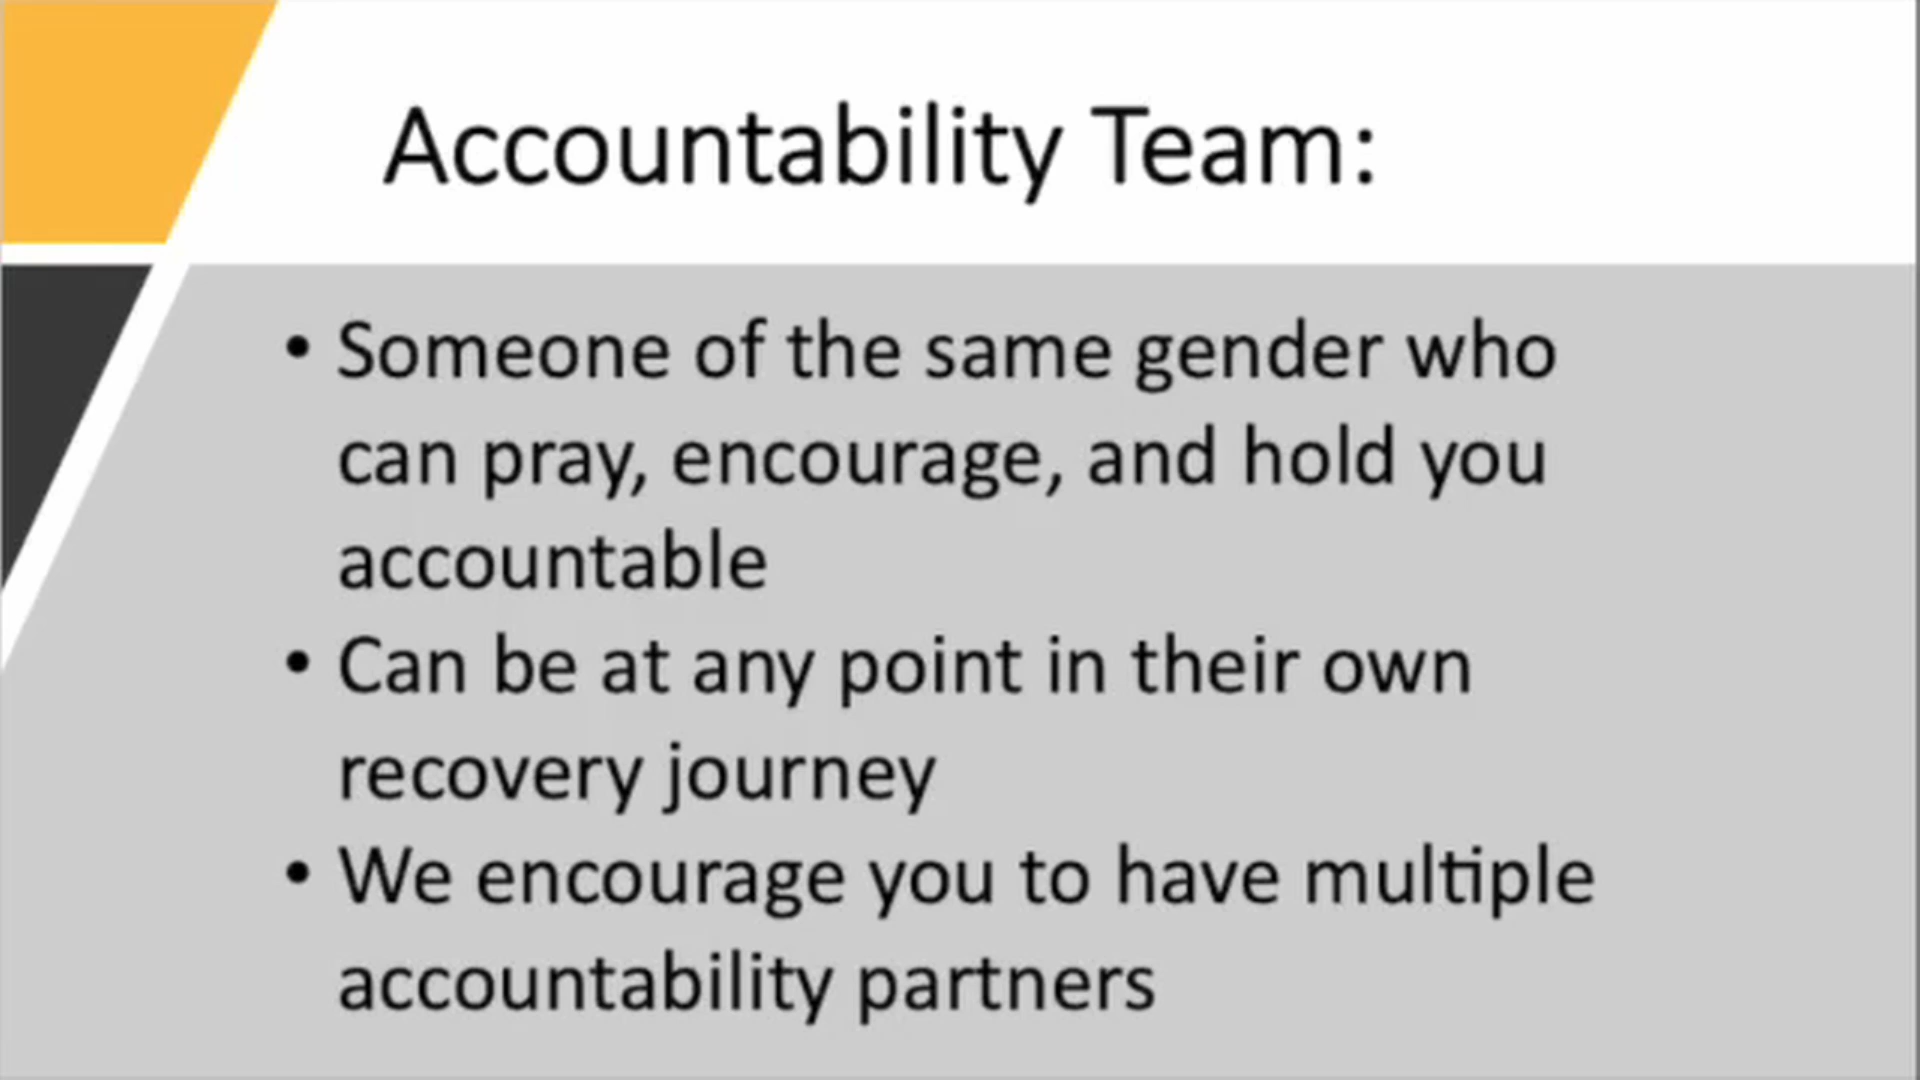 Accountability Team:
• Someone of the same gender who
can pray, encourage, and hold you
accountable
• Can be at any point in their own
recovery journey
• We encourage you to have multiple
accountability partners